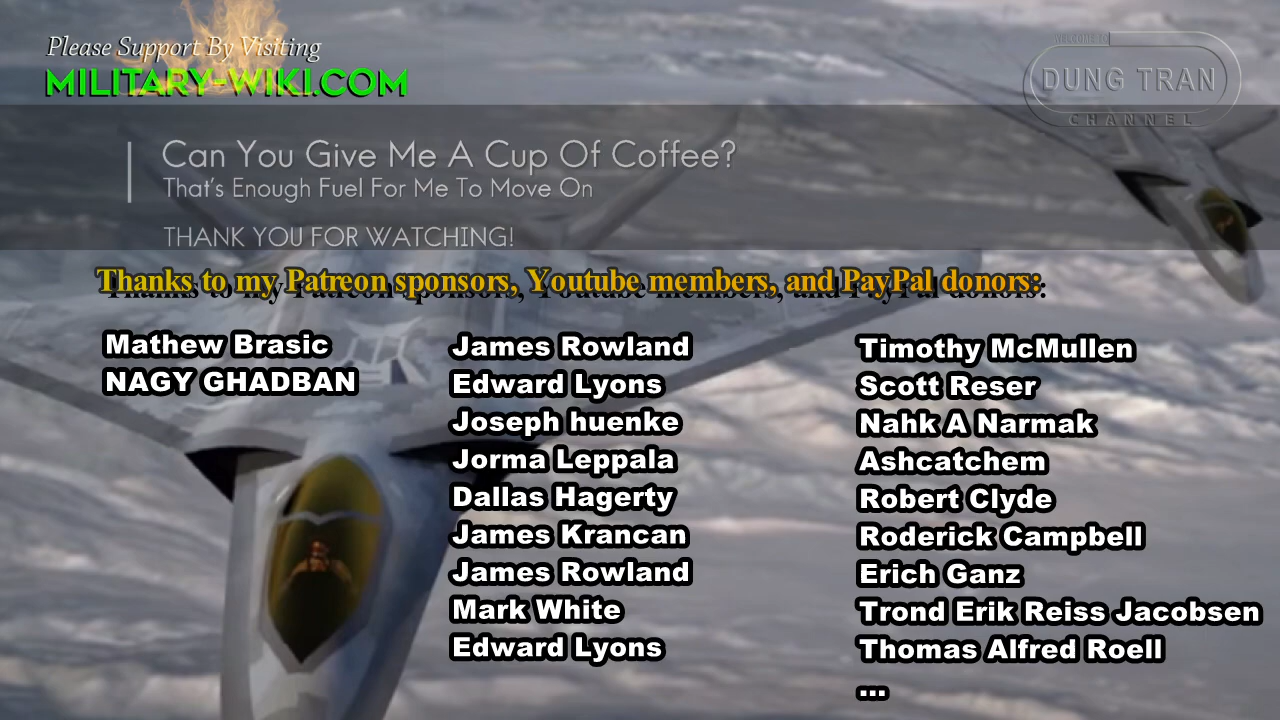 Please Support By Visiting
MILITARY-WIKI.COM
WELCOME TO
DUNG TRAN
CHANNEL
Can You Give Me A Cup Of Coffee?
That's Enough Fuel For Me To Move On
THANK YOU FOR WATCHING!
Thanks to my Patreon sponsors, Youtube members, and PayPal donors:
Mathew Brasic
NAGY GHADBAN
James Rowland
Edward Lyons
Joseph huenke
Jorma Leppala
Dallas Hagerty
James Krancan
James Rowland
Mark White
Edward Lyons
Timothy McMullen
Scott Reser
Nahk A Narmak
Ashcatchem
Robert Clyde
Roderick Campbell
Erich Ganz
Trond Erik Reiss Jacobsen
Thomas Alfred Roell
...